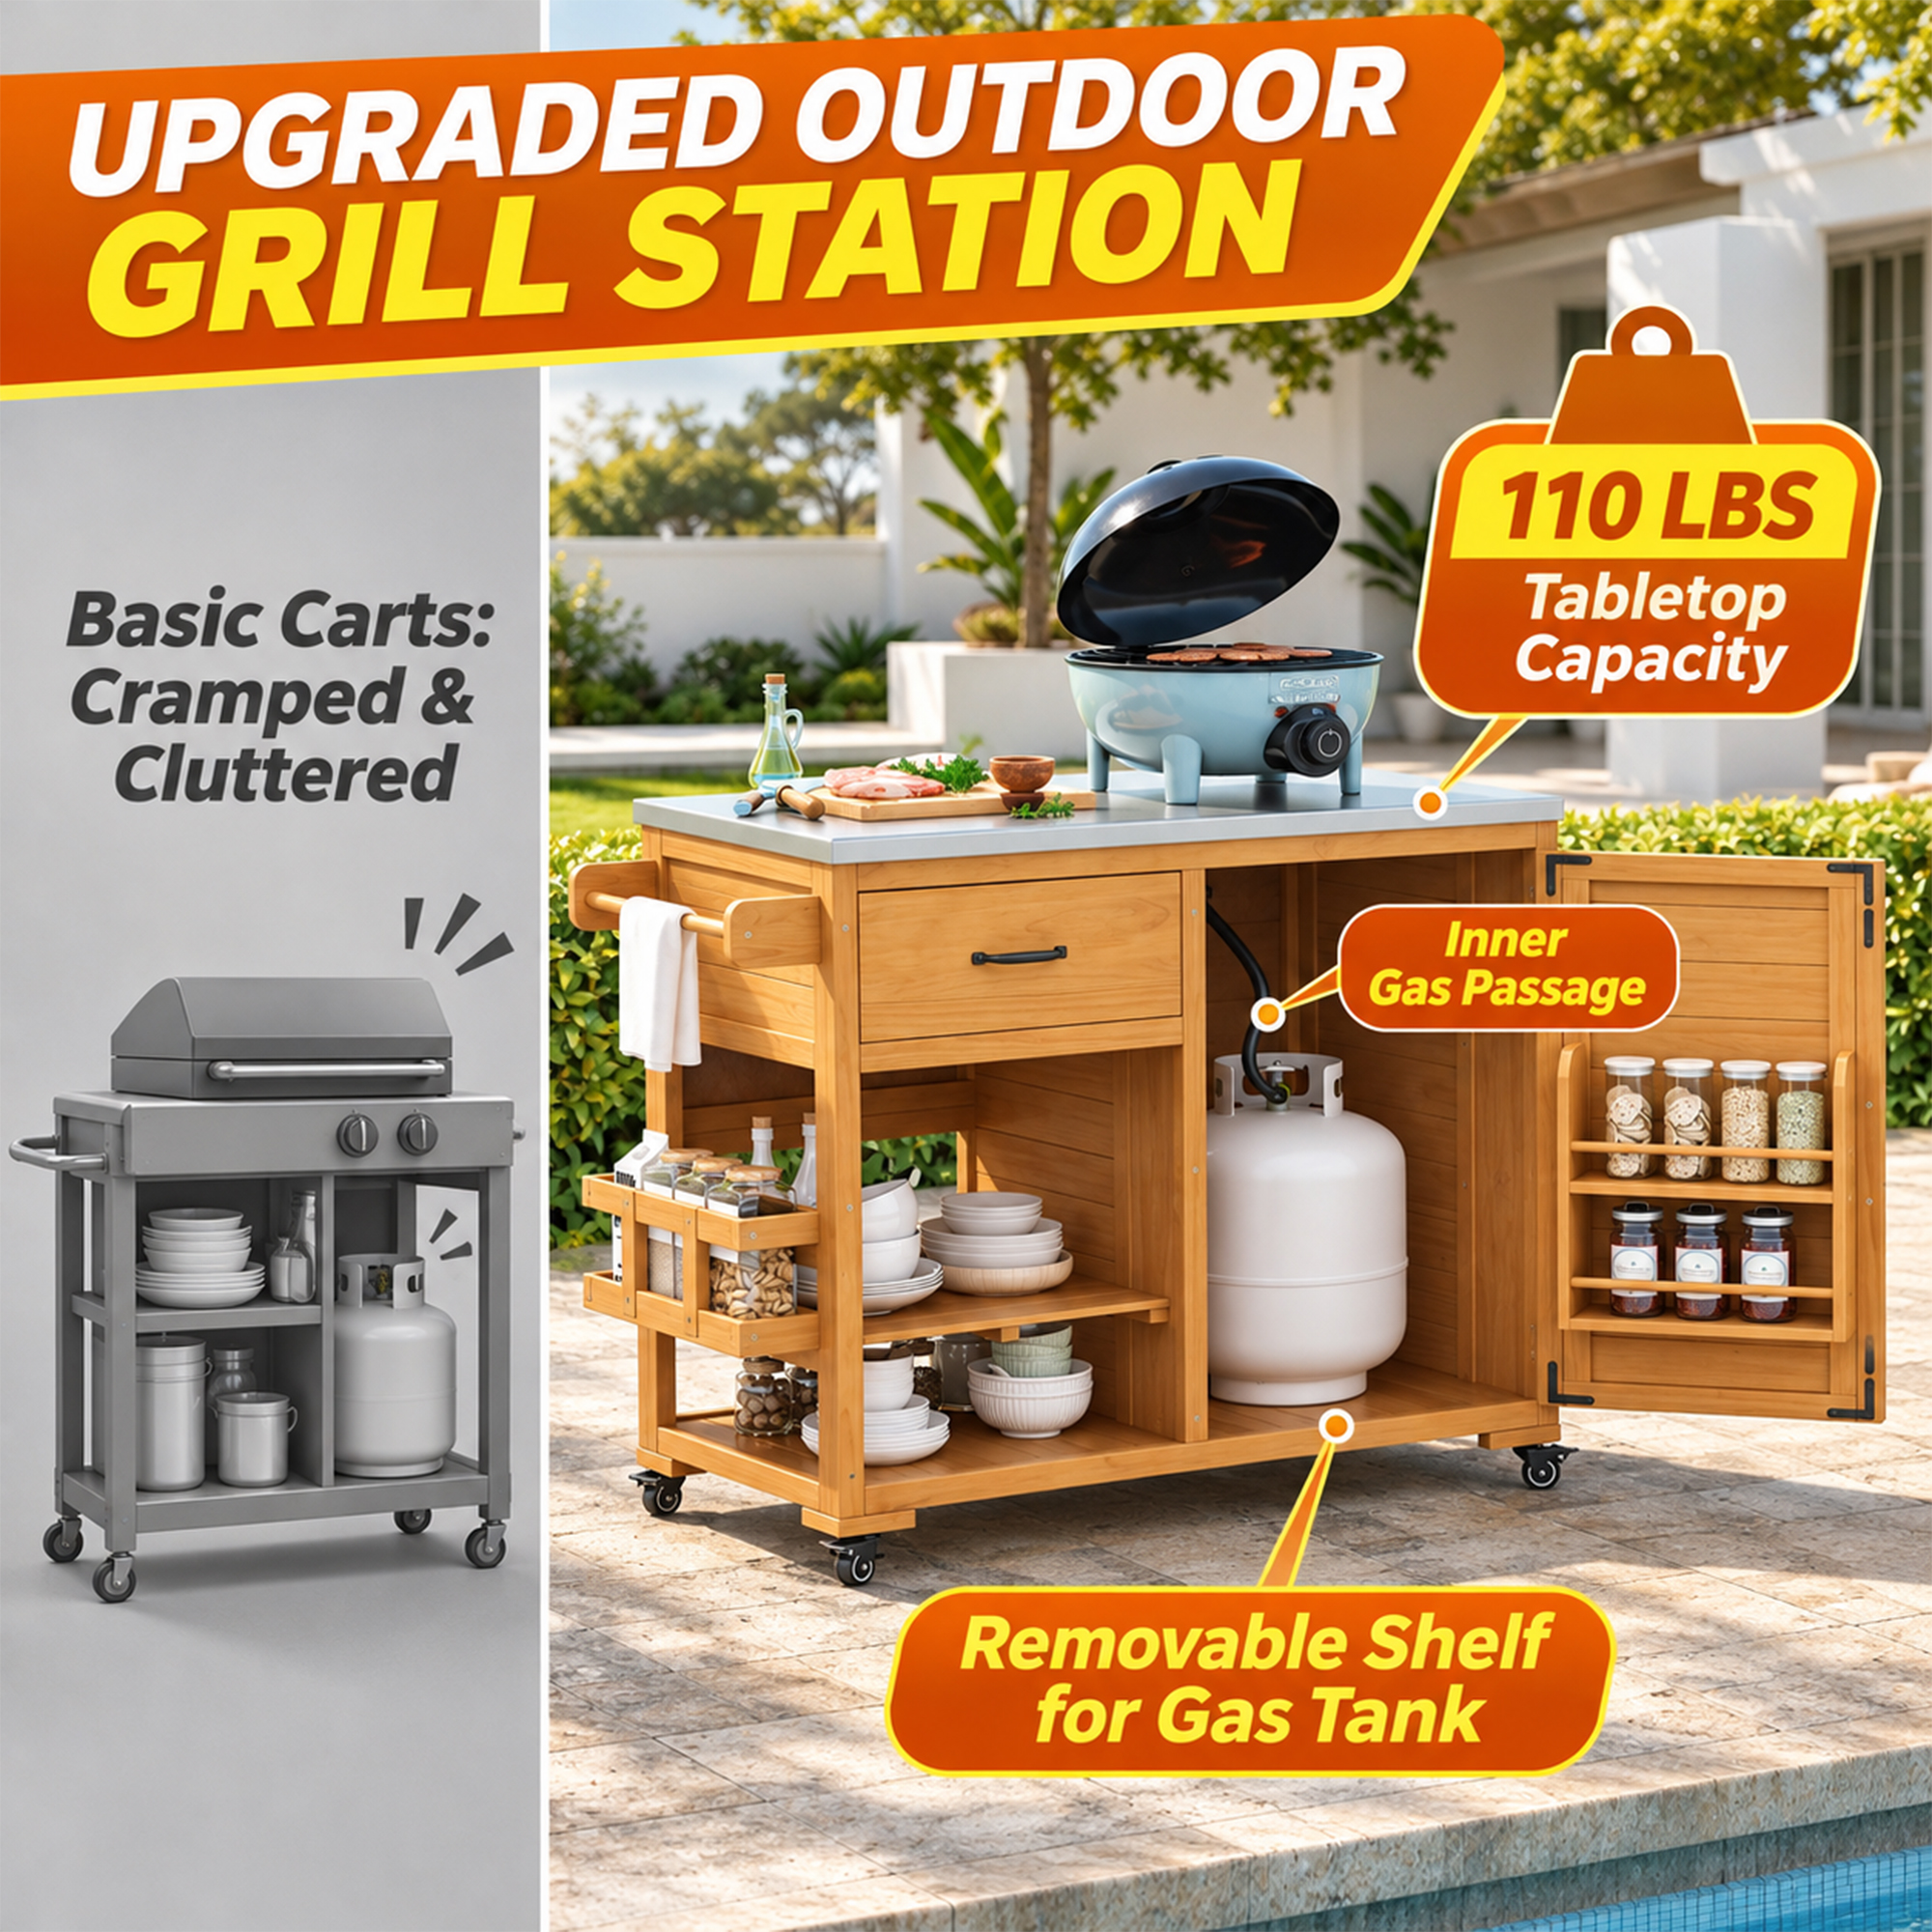 UPGRADED OUTDOOR
GRILL STATION
Basic Carts:
Cramped &
Cluttered
110 LBS
Tabletop
Capacity
Inner
Gas Passage
Removable Shelf
for Gas Tank